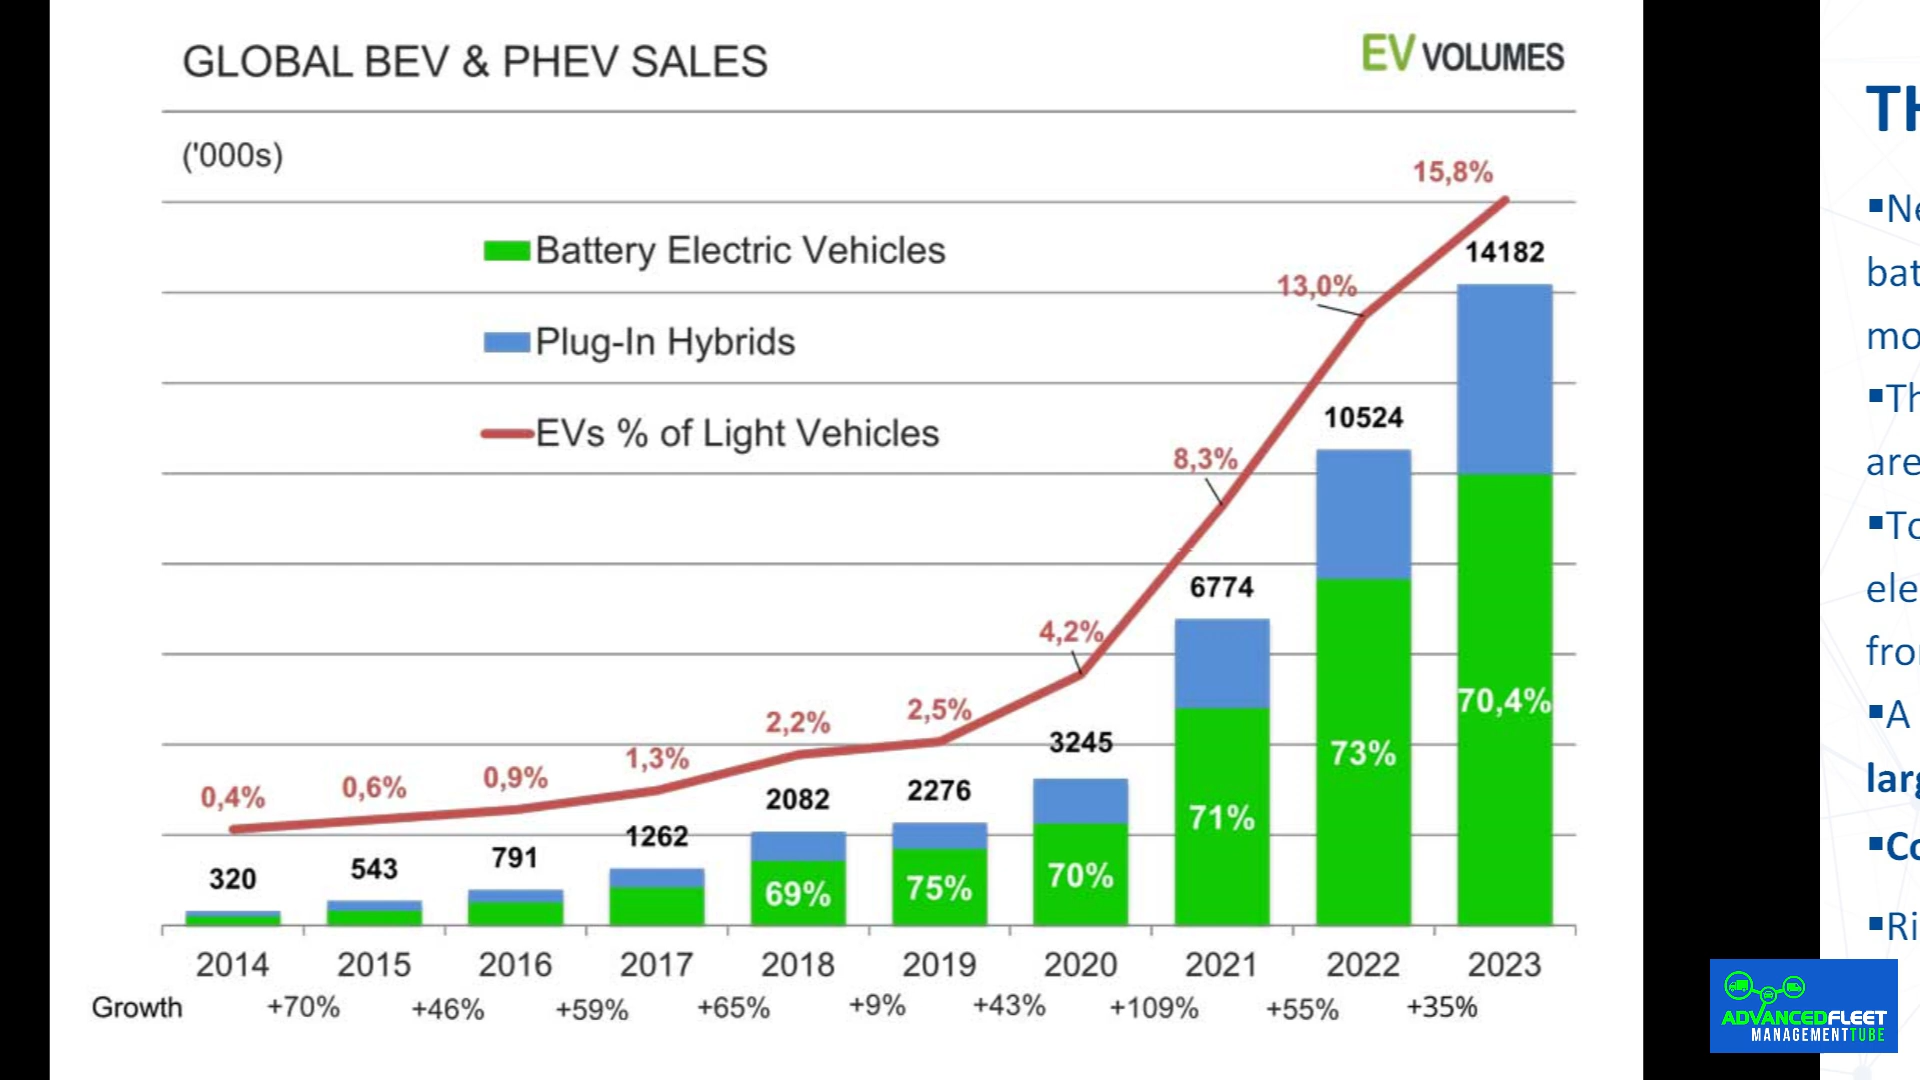 GLOBAL BEV & PHEV SALES
EV VOLUMES
('000s)
Battery Electric Vehicles
Plug-In Hybrids
EVs % of Light Vehicles
0,4%
0,6%
0,9%
1,3%
2,2%
2,5%
4,2%
8,3%
13,0%
15,8%
320
543
791
1262
2082
2276
3245
6774
10524
14182
69%
75%
70%
71%
73%
70,4%
2014 2015 2016 2017 2018 2019 2020 2021 2022 2023
Growth +70% +46% +59% +65% +9% +43% +109% +55% +35%
▪A
ADVANCEDFLEET
MANAGEMENTTUBE